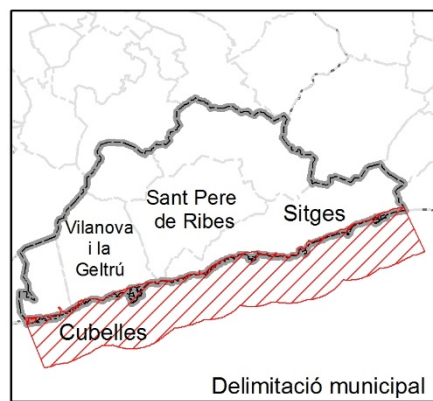 Sant Pere
de Ribes
Sitges
Vilanova
i la
Geltrú
Cubelles
Delimitació municipal